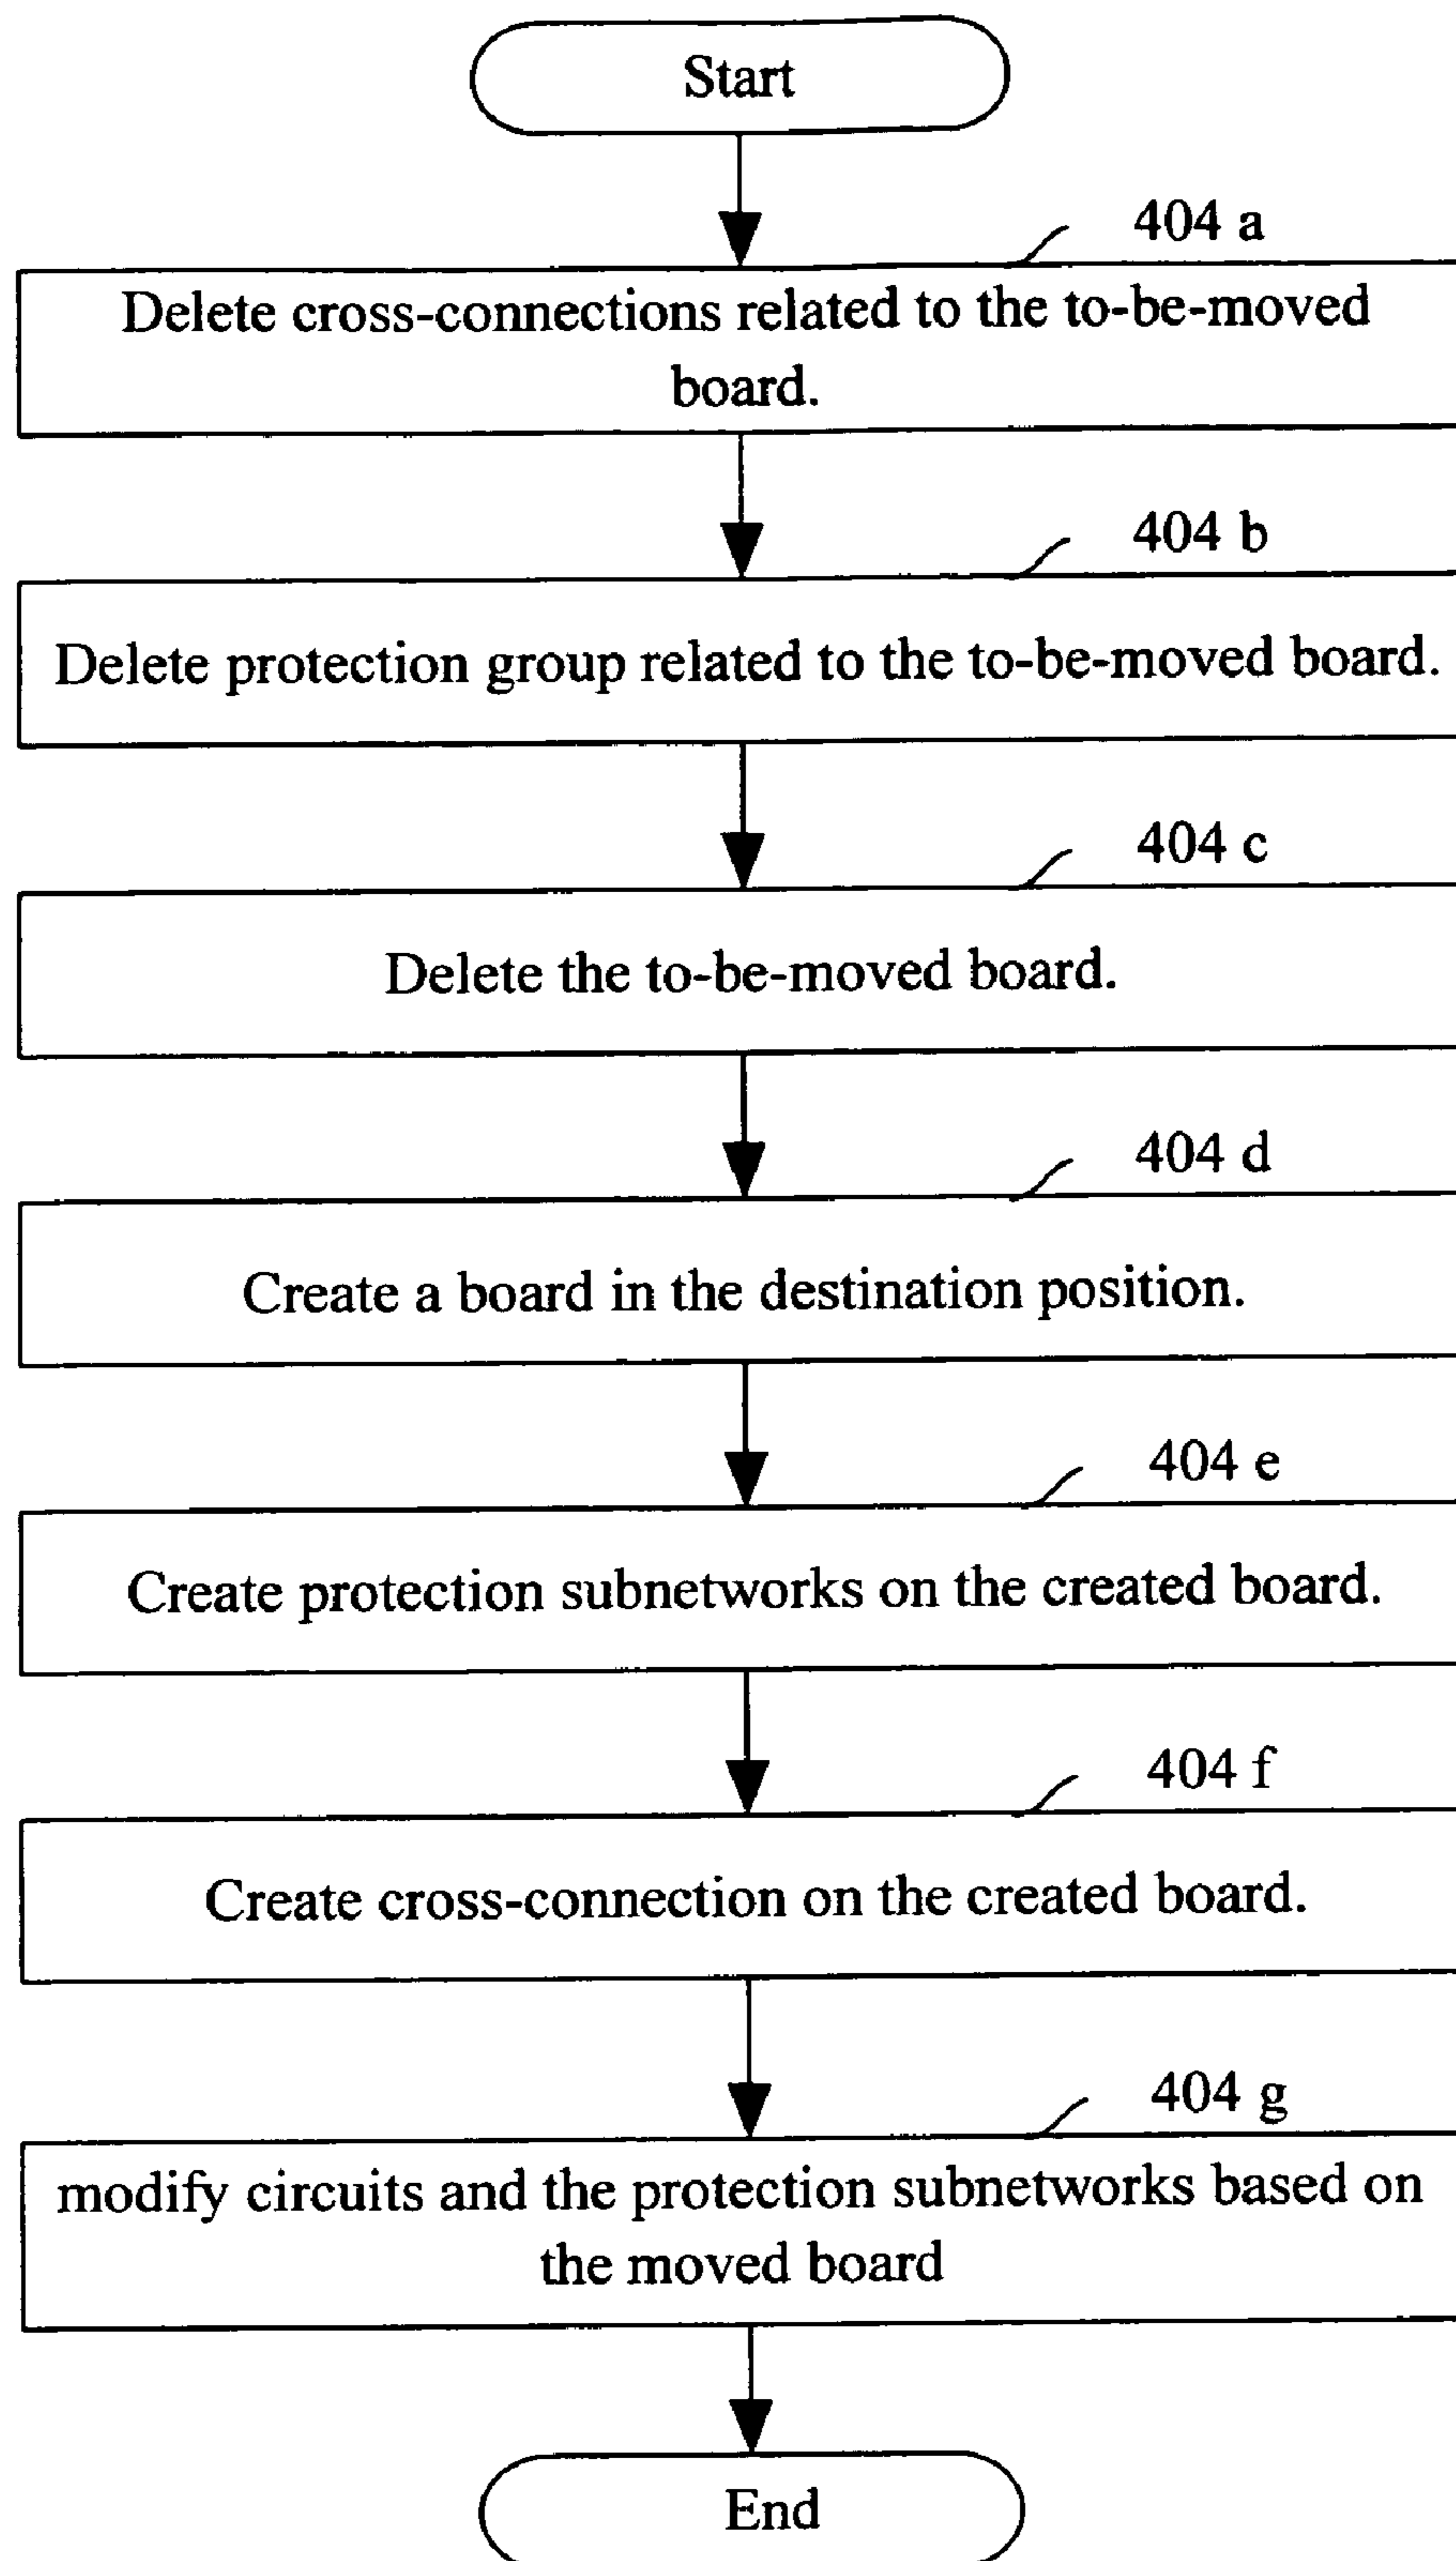 Start
404 a
Delete cross-connections related to the to-be-moved
board.
404 b
Delete protection group related to the to-be-moved board.
404 c
Delete the to-be-moved board.
404 d
Create a board in the destination position.
404 e
Create protection subnetworks on the created board.
404 f
Create cross-connection on the created board.
404 g
modify circuits and the protection subnetworks based on
the moved board
End